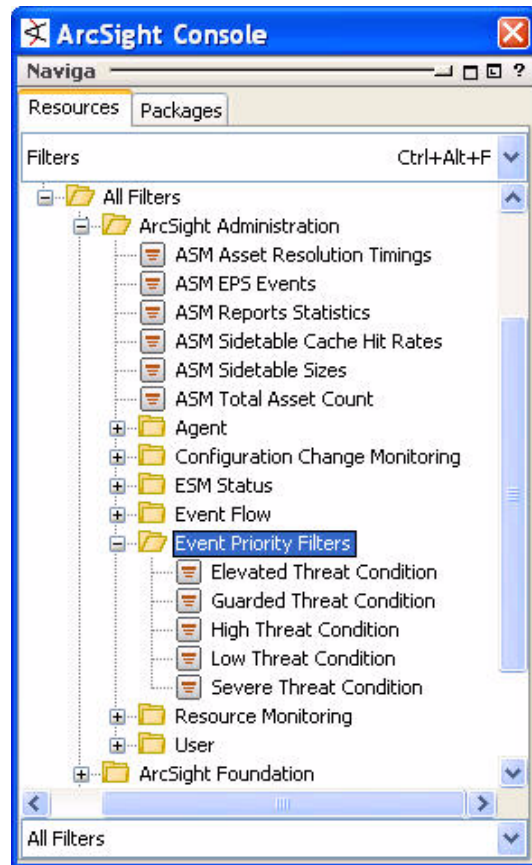 ArcSight Console
Naviga ?
Resources Packages
Filters Ctrl+Alt+F
All Filters
ArcSight Administration
ASM Asset Resolution Timings
ASM EPS Events
ASM Reports Statistics
ASM Sidetable Cache Hit Rates
ASM Sidetable Sizes
ASM Total Asset Count
Agent
Configuration Change Monitoring
ESM Status
Event Flow
Event Priority Filters
Elevated Threat Condition
Guarded Threat Condition
High Threat Condition
Low Threat Condition
Severe Threat Condition
Resource Monitoring
User
ArcSight Foundation
All Filters